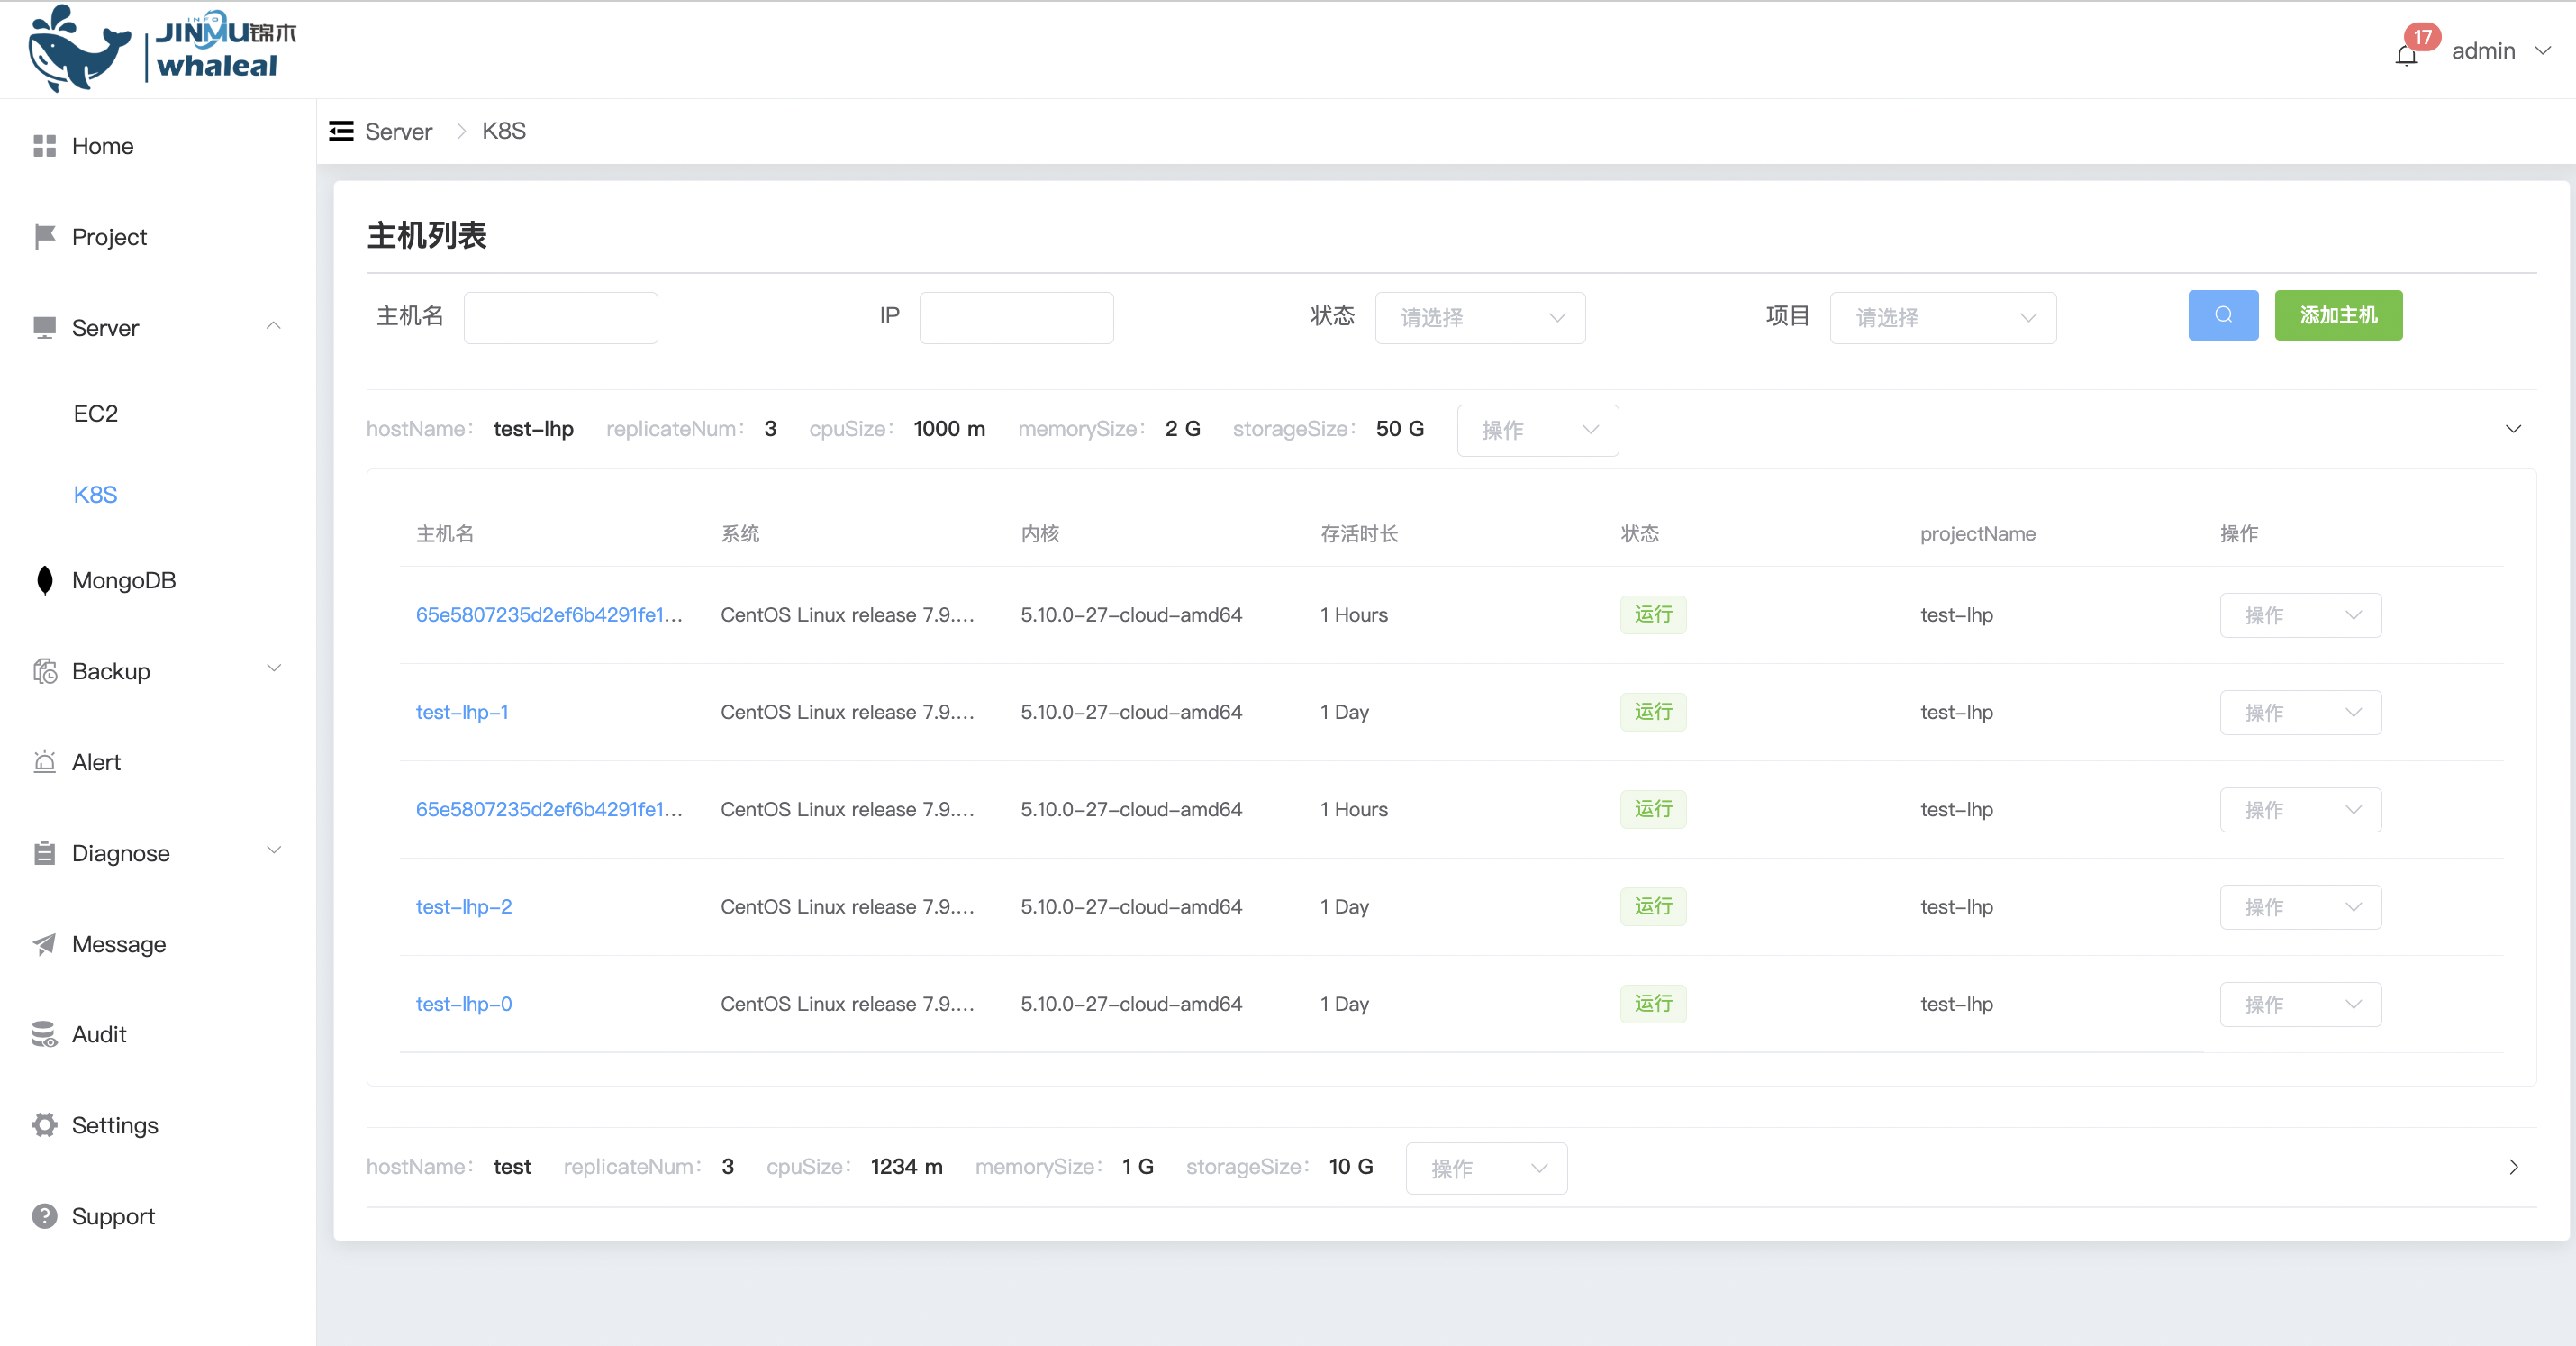 INFO
JINMU锦木
whaleal
17
admin
Home
Project
Server
EC2
K8S
MongoDB
Backup
Alert
Diagnose
Message
Audit
Settings
Support
Server > K8S
主机列表
主机名 IP 状态 请选择 项目 请选择 添加主机
hostName: test-lhp replicateNum: 3 cpuSize: 1000 m memorySize: 2 G storageSize: 50 G 操作
主机名 系统 内核 存活时长 状态 projectName 操作
65e5807235d2ef6b4291fe1... CentOS Linux release 7.9.... 5.10.0-27-cloud-amd64 1 Hours 运行 test-lhp 操作
test-lhp-1 CentOS Linux release 7.9.... 5.10.0-27-cloud-amd64 1 Day 运行 test-lhp 操作
65e5807235d2ef6b4291fe1... CentOS Linux release 7.9.... 5.10.0-27-cloud-amd64 1 Hours 运行 test-lhp 操作
test-lhp-2 CentOS Linux release 7.9.... 5.10.0-27-cloud-amd64 1 Day 运行 test-lhp 操作
test-lhp-0 CentOS Linux release 7.9.... 5.10.0-27-cloud-amd64 1 Day 运行 test-lhp 操作
hostName: test replicateNum: 3 cpuSize: 1234 m memorySize: 1 G storageSize: 10 G 操作